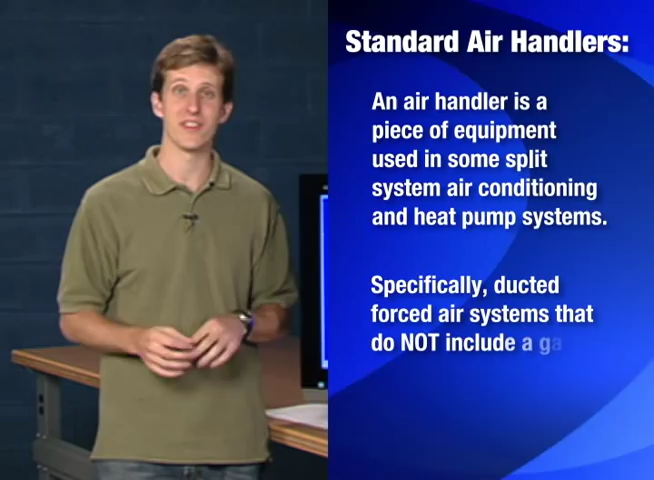 Standard Air Handlers:
An air handler is a
piece of equipment
used in some split
system air conditioning
and heat pump systems.
Specifically, ducted
forced air systems that
do NOT include a ga